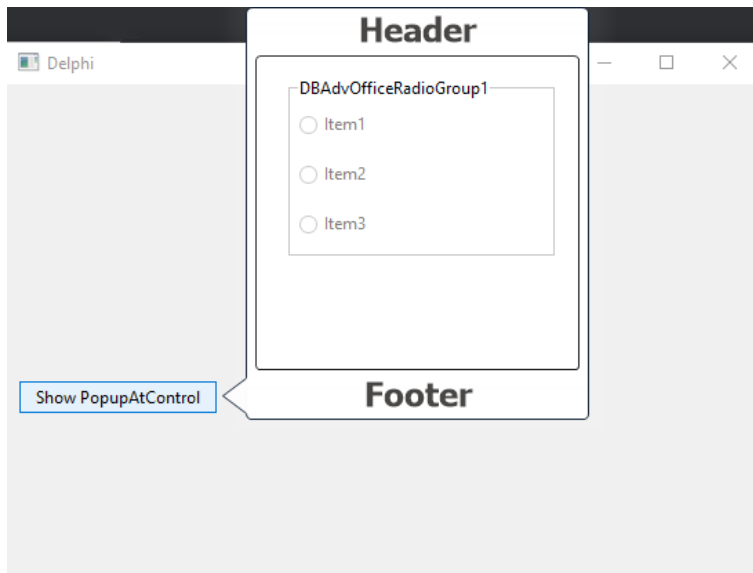 Header
Delphi
DBAdvOfficeRadioGroup1
Item1
Item2
Item3
Show PopupAtControl
Footer